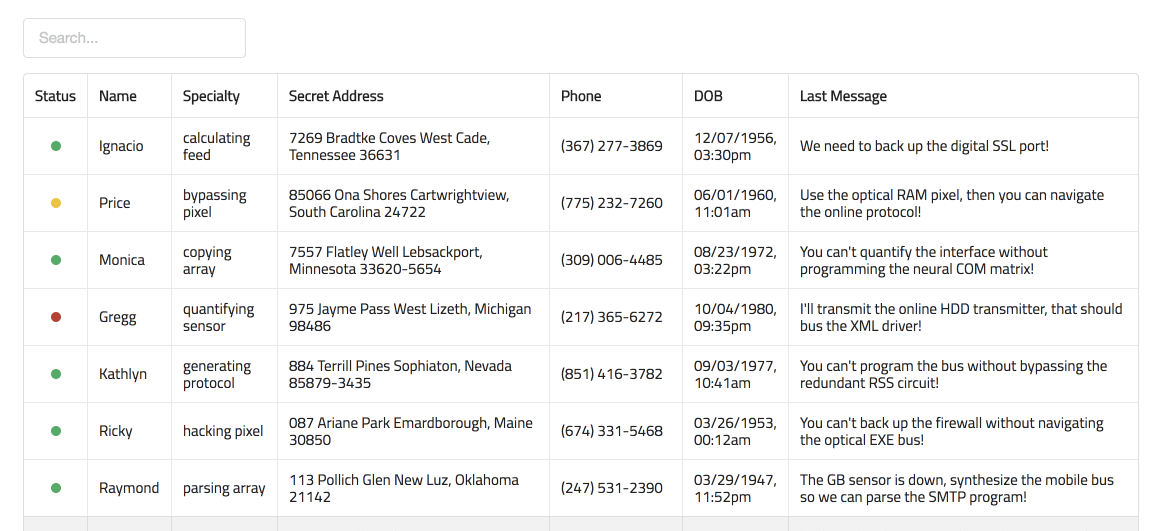 Search...
Status Name Specialty Secret Address Phone DOB Last Message
Ignacio
calculating
feed
7269 Bradtke Coves West Cade,
Tennessee 36631
(367) 277-3869
12/07/1956,
03:30pm
We need to back up the digital SSL port!
Price
bypassing
pixel
85066 Ona Shores Cartwrightview,
South Carolina 24722
(775) 232-7260
06/01/1960,
11:01am
Use the optical RAM pixel, then you can navigate
the online protocol!
Monica
copying
array
7557 Flatley Well Lebsackport,
Minnesota 33620-5654
(309) 006-4485
08/23/1972,
03:22pm
You can't quantify the interface without
programming the neural COM matrix!
Gregg
quantifying
sensor
975 Jayme Pass West Lizeth, Michigan
98486
(217) 365-6272
10/04/1980,
09:35pm
I'll transmit the online HDD transmitter, that should
bus the XML driver!
Kathlyn
generating
protocol
884 Terrill Pines Sophiaton, Nevada
85879-3435
(851) 416-3782
09/03/1977,
10:41am
You can't program the bus without bypassing the
redundant RSS circuit!
Ricky
hacking pixel
087 Ariane Park Emardborough, Maine
30850
(674) 331-5468
03/26/1953,
00:12am
You can't back up the firewall without navigating
the optical EXE bus!
Raymond
parsing array
113 Pollich Glen New Luz, Oklahoma
21142
(247) 531-2390
03/29/1947,
11:52pm
The GB sensor is down, synthesize the mobile bus
so we can parse the SMTP program!